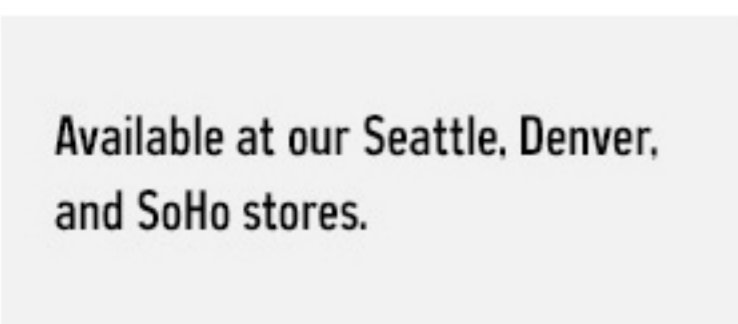 Available at our Seattle, Denver,
and SoHo stores.